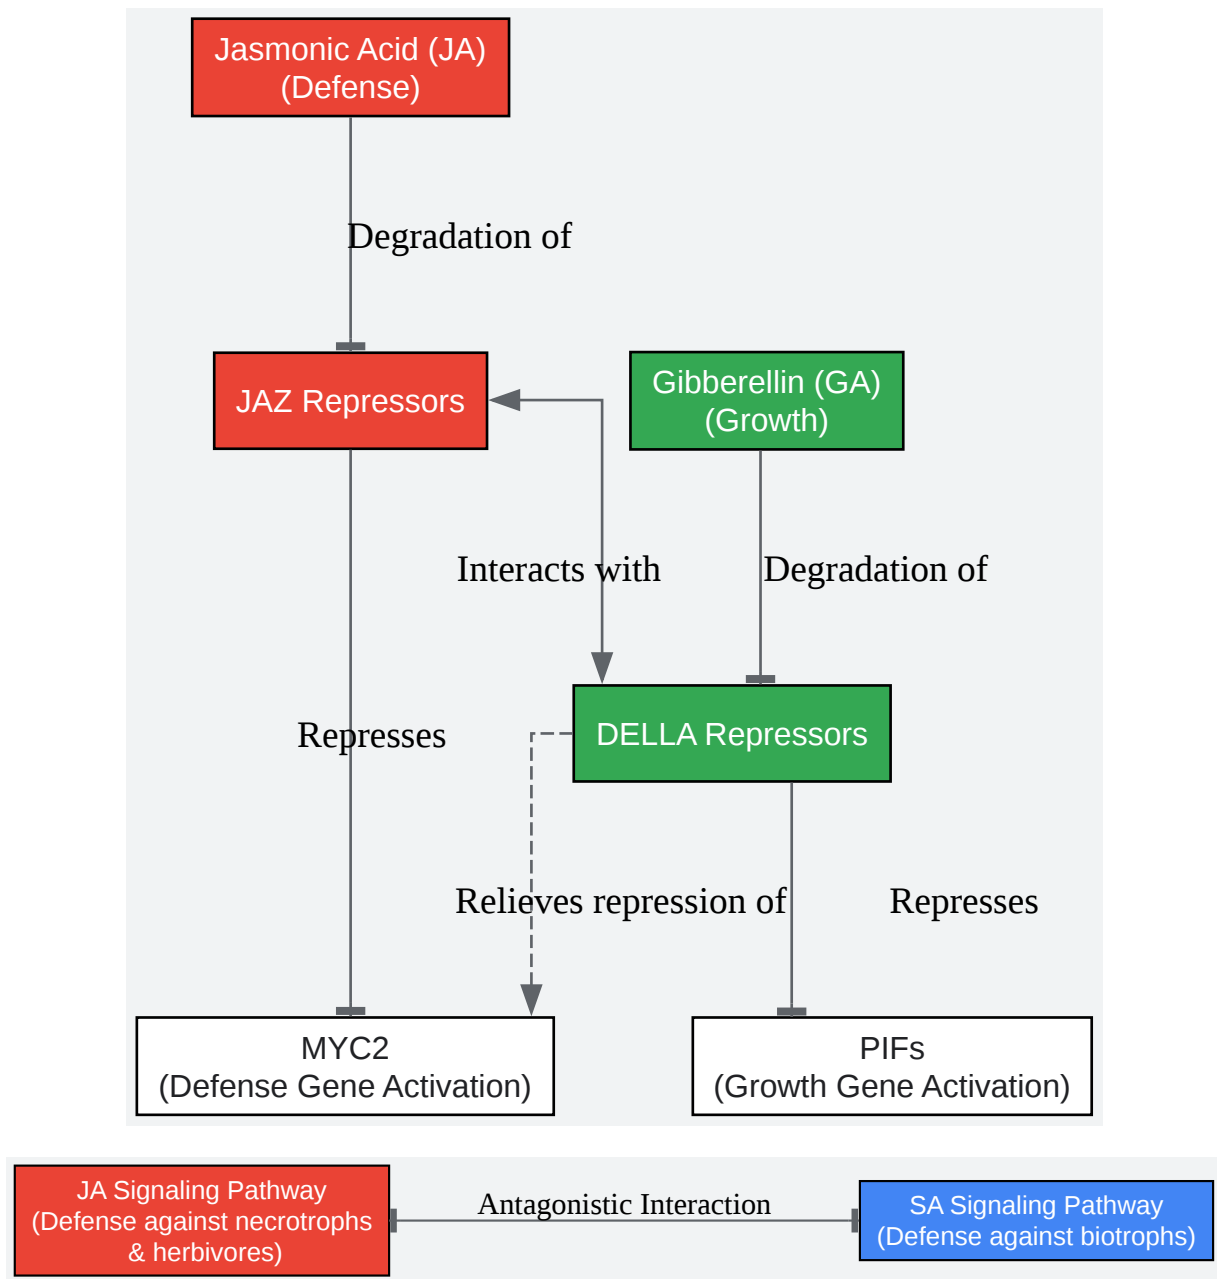 Jasmonic Acid (JA)
(Defense)
Degradation of
JAZ Repressors
Gibberellin (GA)
(Growth)
Interacts with
Degradation of
Represses
DELLA Repressors
Relieves repression of
Represses
MYC2
(Defense Gene Activation)
PIFs
(Growth Gene Activation)
JA Signaling Pathway
(Defense against necrotrophs
& herbivores)
Antagonistic Interaction
SA Signaling Pathway
(Defense against biotrophs)